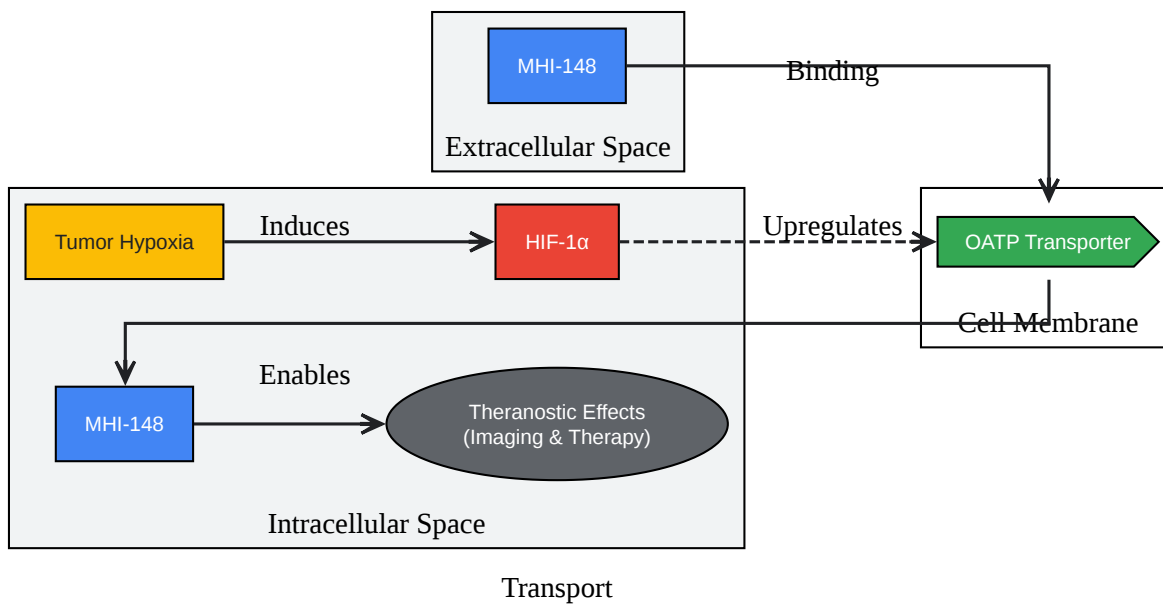 MHI-148
Binding
Extracellular Space
Tumor Hypoxia
Induces
HIF-1α
Upregulates
OATP Transporter
Cell Membrane
MHI-148
Enables
Theranostic Effects
(Imaging & Therapy)
Intracellular Space
Transport